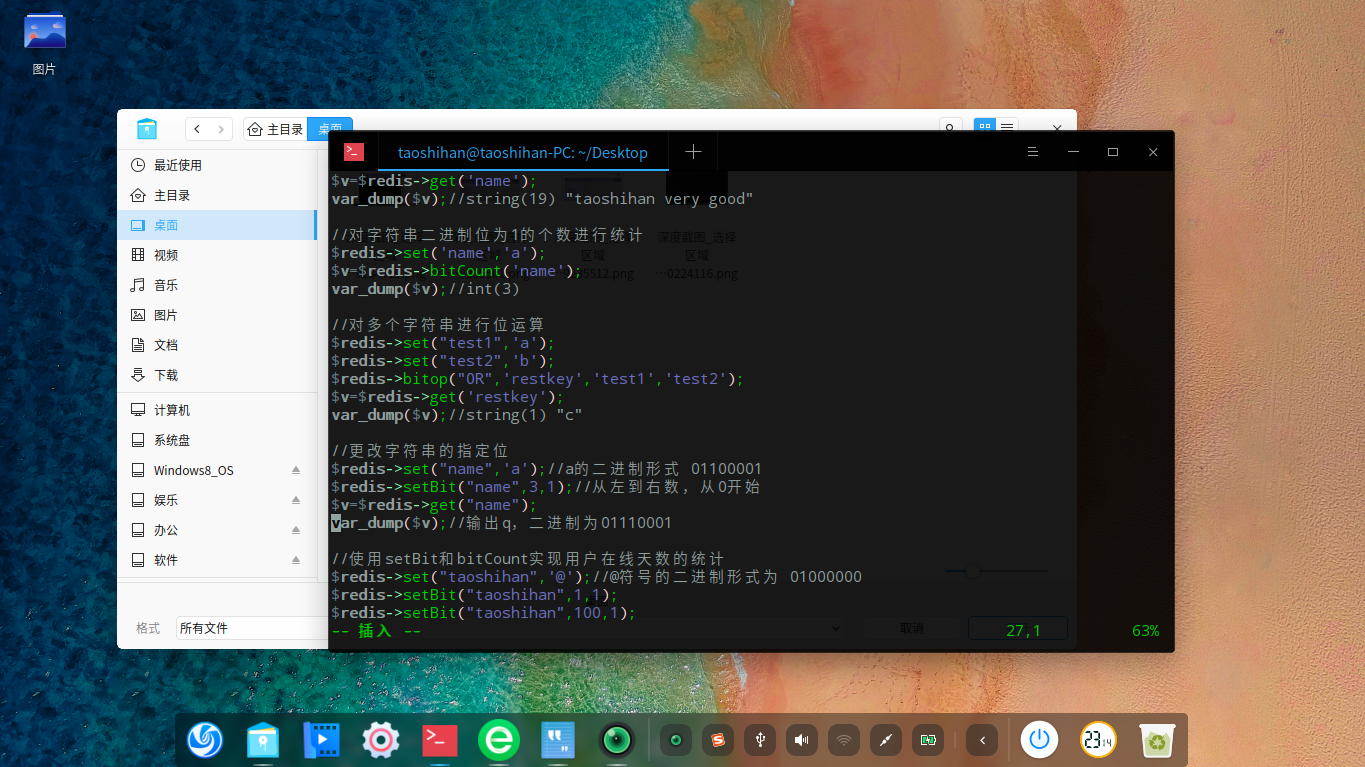 图片
主目录
桌面
最近使用
主目录
桌面
视频
音乐
图片
文档
下载
计算机
系统盘
Windows8_OS
娱乐
办公
软件
格式
所有文件
取消
taoshihan@taoshihan-PC: ~/Desktop
$v=$redis->get('name');
var_dump($v);//string(19) "taoshihan very good"
//对字符串二进制位为1的个数进行统计
$redis->set('name','a');
$v=$redis->bitCount('name');
var_dump($v);//int(3)
//对多个字符串进行位运算
$redis->set("test1",'a');
$redis->set("test2",'b');
$redis->bitop("OR",'restkey','test1','test2');
$v=$redis->get('restkey');
var_dump($v);//string(1) "c"
//更改字符串的指定位
$redis->set("name",'a');//a的二进制形式 01100001
$redis->setBit("name",3,1);//从左到右数，从0开始
$v=$redis->get("name");
var_dump($v);//输出q，二进制为01110001
//使用setBit和bitCount实现用户在线天数的统计
$redis->set("taoshihan",'@');//@符号的二进制形式为 01000000
$redis->setBit("taoshihan",1,1);
$redis->setBit("taoshihan",100,1);
-- 插入 --
27,1
63%
深度截图_选择
区域
区域
5512.png
⋯0224116.png
23 14